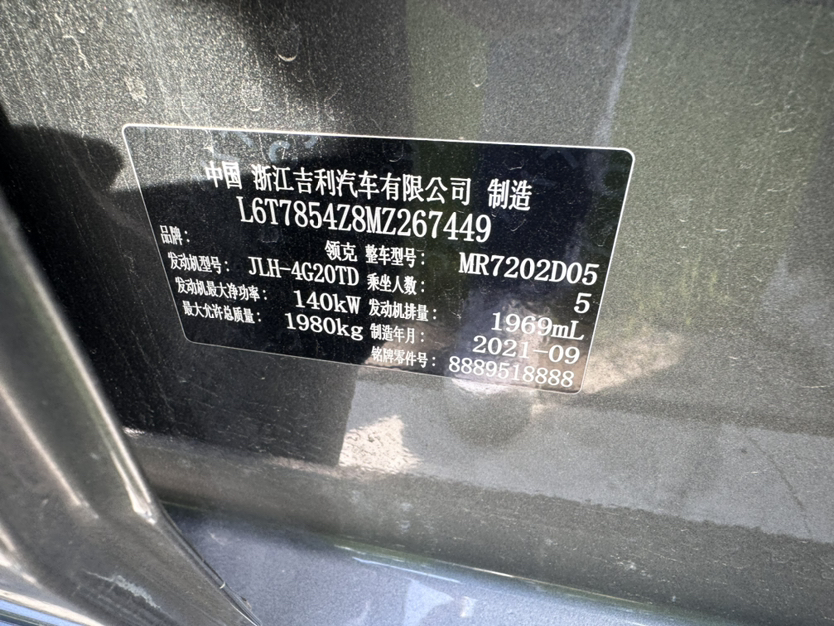 中国 浙江吉利汽车有限公司 制造
L6T7854Z8MZ267449
品牌: 领克 整车型号: MR7202D05
发动机型号: JLH-4G20TD 乘坐人数: 5
发动机最大净功率: 140kW 发动机排量: 1969mL
最大允许总质量: 1980kg 制造年月: 2021-09
铭牌零件号: 8889518888